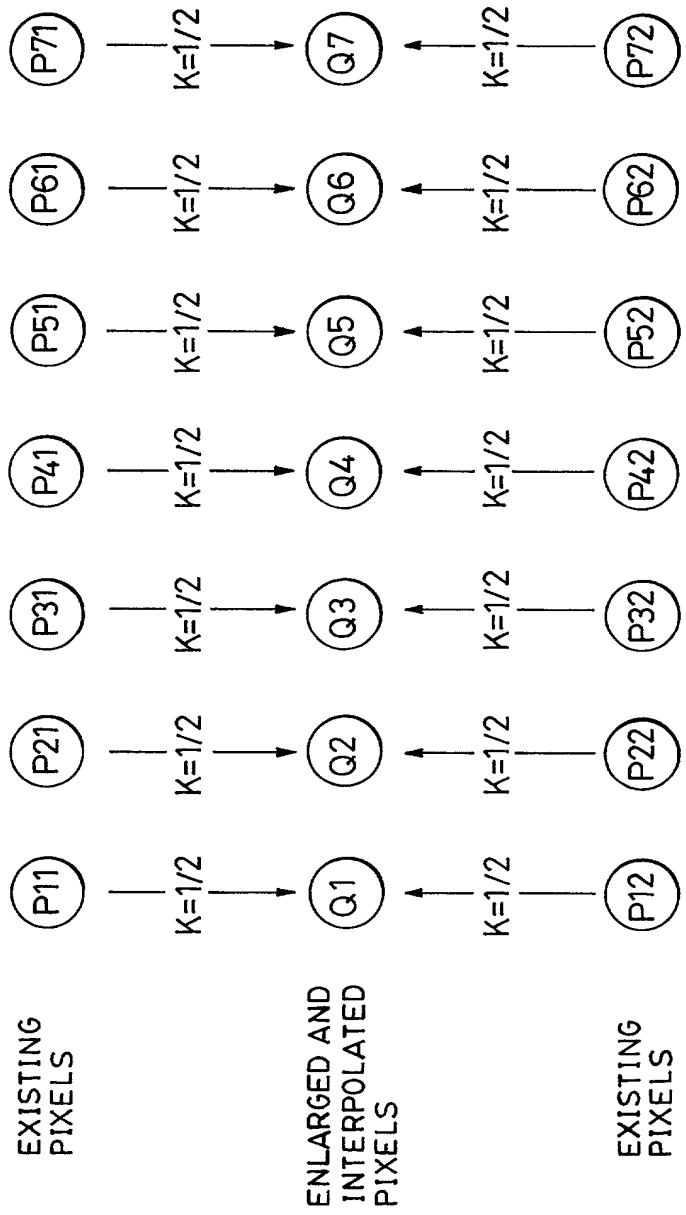 EXISTING
PIXELS
P11 P21 P31 P41 P51 P61 P71
K=1/2 K=1/2 K=1/2 K=1/2 K=1/2 K=1/2 K=1/2
ENLARGED AND
INTERPOLATED
PIXELS
Q1 Q2 Q3 Q4 Q5 Q6 Q7
K=1/2 K=1/2 K=1/2 K=1/2 K=1/2 K=1/2 K=1/2
EXISTING
PIXELS
P12 P22 P32 P42 P52 P62 P72